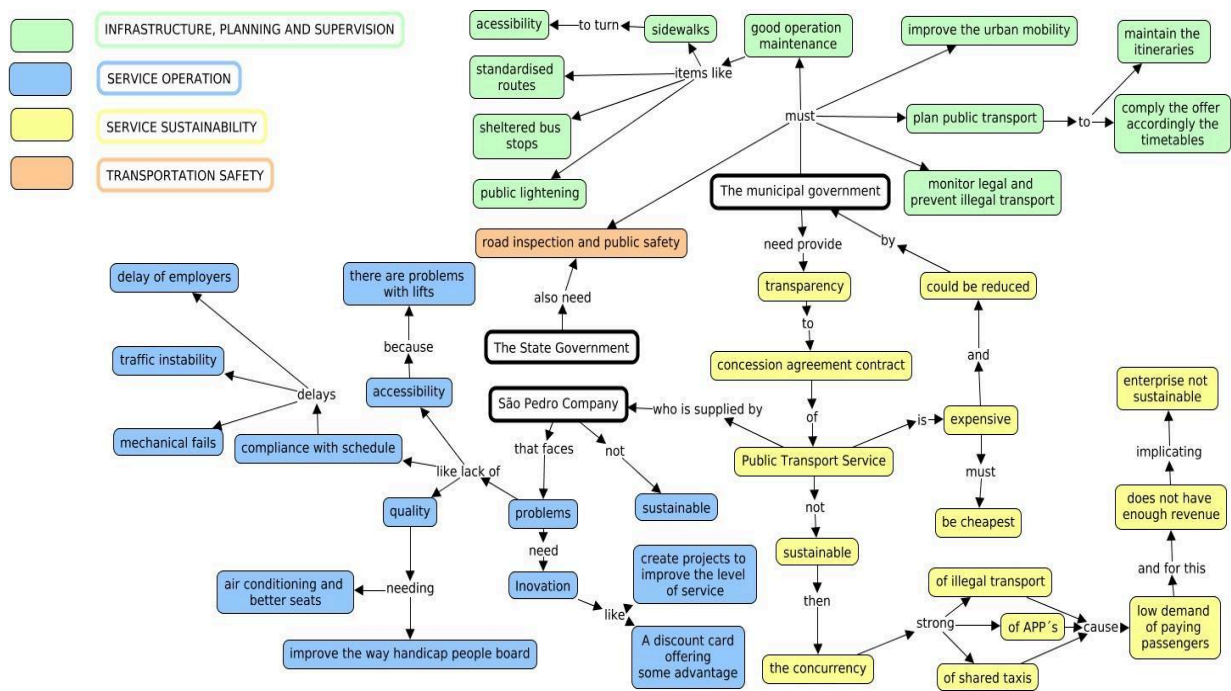 INFRASTRUCTURE, PLANNING AND SUPERVISION
SERVICE OPERATION
SERVICE SUSTAINABILITY
TRANSPORTATION SAFETY
acessibility
to turn
sidewalks
good operation
maintenance
improve the urban mobility
maintain the
itineraries
standardised
routes
items like
sheltered bus
stops
must
plan public transport
to
comply the offer
accordingly the
timetables
public lightening
The municipal government
monitor legal and
prevent illegal transport
road inspection and public safety
need provide
by
delay of employers
there are problems
with lifts
also need
transparency
could be reduced
to
traffic instability
because
The State Government
concession agreement contract
and
delays
accessibility
São Pedro Company
who is supplied by
of
is
expensive
enterprise not
sustainable
mechanical fails
compliance with schedule
that faces
not
Public Transport Service
must
implicating
like lack of
quality
problems
sustainable
not
be cheapest
does not have
enough revenue
need
sustainable
and for this
air conditioning and
better seats
needing
Inovation
like
create projects to
improve the level
of service
then
of illegal transport
strong
of APP´s
cause
low demand
of paying
passengers
improve the way handicap people board
A discount card
offering
some advantage
the concurrency
of shared taxis